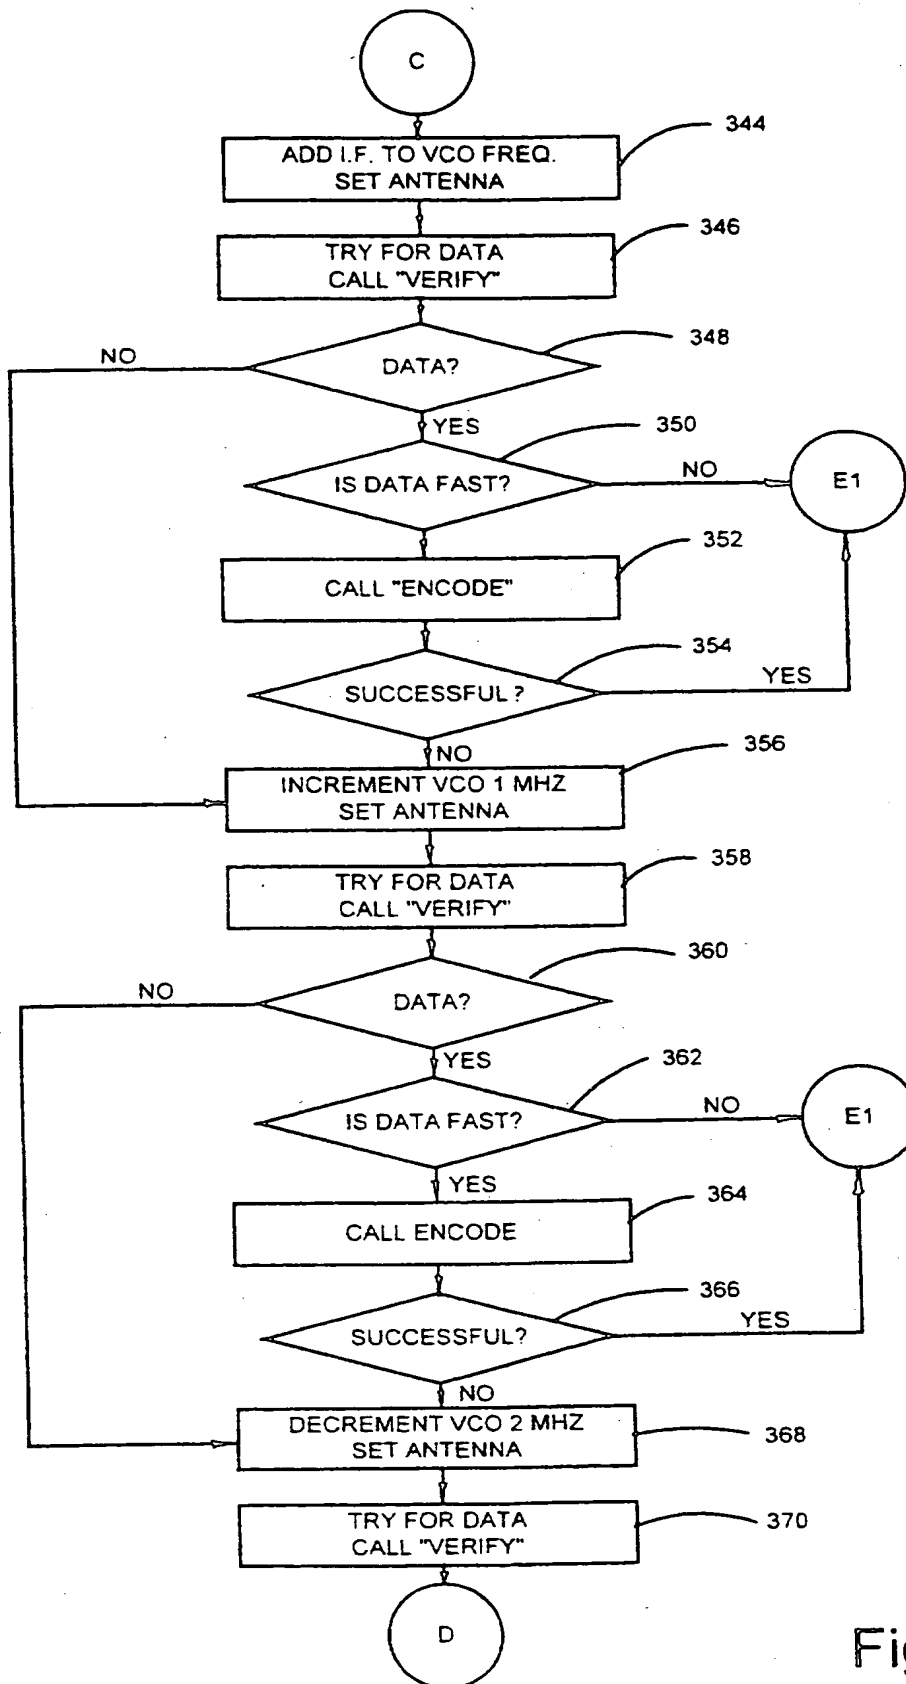 C
344
ADD I.F. TO VCO FREQ.
SET ANTENNA
346
TRY FOR DATA
CALL "VERIFY"
348
NO
DATA?
YES
350
IS DATA FAST?
NO
E1
352
CALL "ENCODE"
354
SUCCESSFUL?
YES
NO
356
INCREMENT VCO 1 MHZ
SET ANTENNA
358
TRY FOR DATA
CALL "VERIFY"
360
NO
DATA?
YES
362
IS DATA FAST?
NO
E1
YES
364
CALL ENCODE
366
SUCCESSFUL?
YES
NO
DECREMENT VCO 2 MHZ
SET ANTENNA
368
TRY FOR DATA
CALL "VERIFY"
370
D